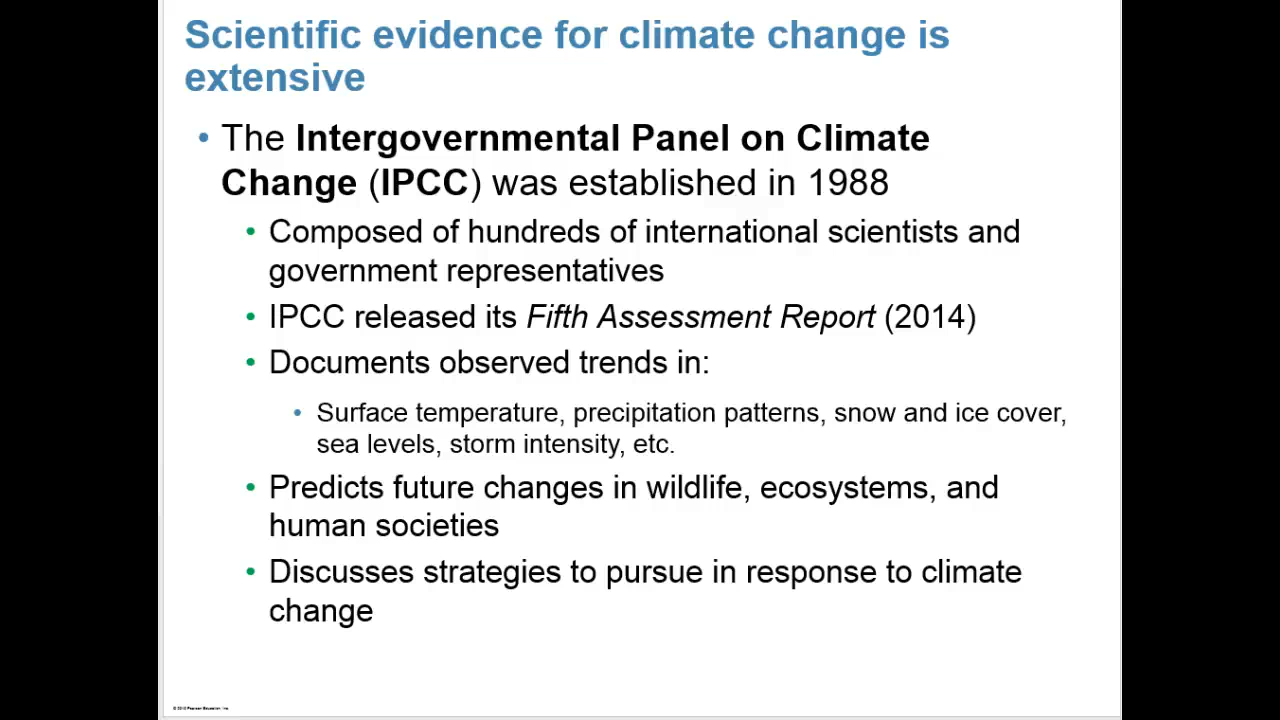 Scientific evidence for climate change is
extensive
• The Intergovernmental Panel on Climate
Change (IPCC) was established in 1988
• Composed of hundreds of international scientists and
government representatives
• IPCC released its Fifth Assessment Report (2014)
• Documents observed trends in:
• Surface temperature, precipitation patterns, snow and ice cover,
sea levels, storm intensity, etc.
• Predicts future changes in wildlife, ecosystems, and
human societies
• Discusses strategies to pursue in response to climate
change
Pearson Education, Inc.